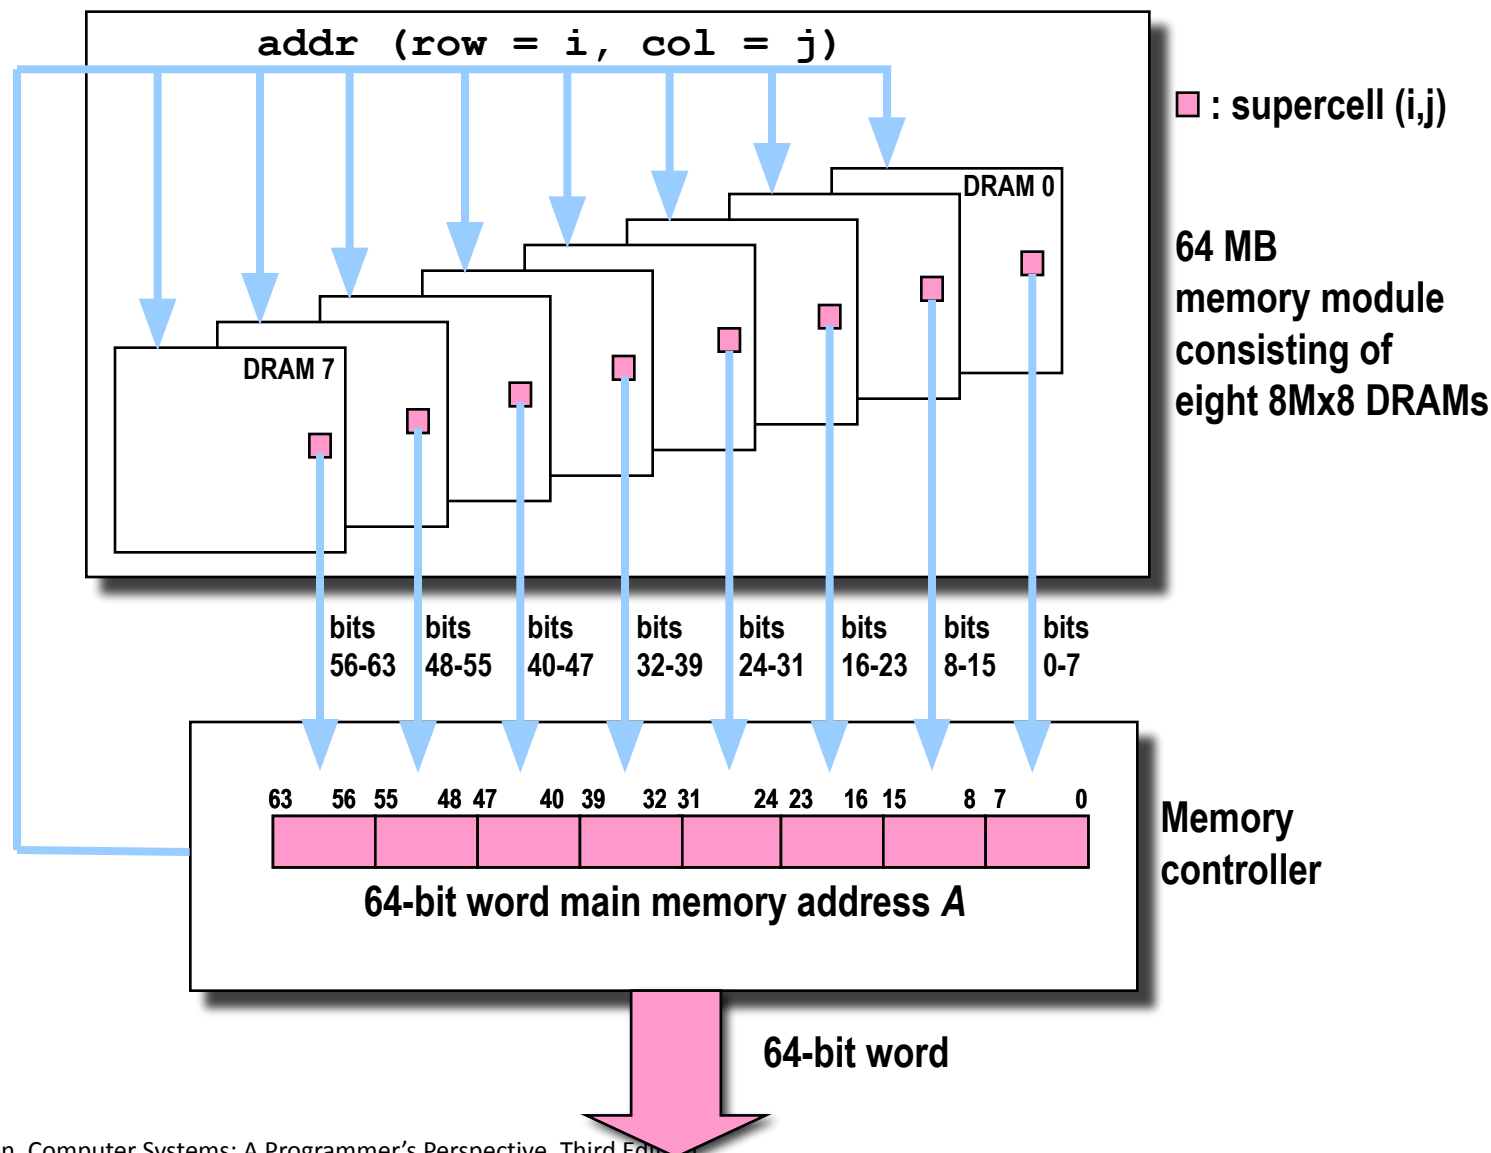 addr (row = i, col = j)
: supercell (i,j)
DRAM 0
64 MB
memory module
consisting of
eight 8Mx8 DRAMs
DRAM 7
bits bits bits bits bits bits bits bits
56-63 48-55 40-47 32-39 24-31 16-23 8-15 0-7
63 56 55 48 47 40 39 32 31 24 23 16 15 8 7 0
Memory
controller
64-bit word main memory address A
64-bit word
Computer Systems: A Programmer's Perspective, Third